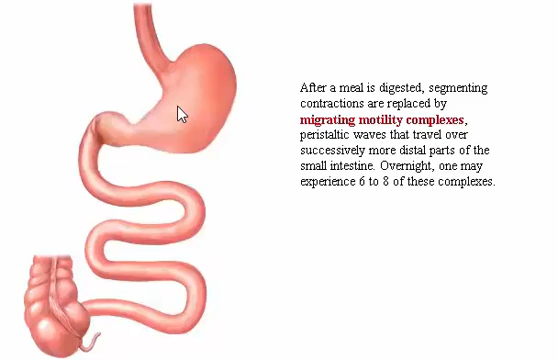 After a meal is digested, segmenting
contractions are replaced by
migrating motility complexes,
peristaltic waves that travel over
successively more distal parts of the
small intestine. Overnight, one may
experience 6 to 8 of these complexes.